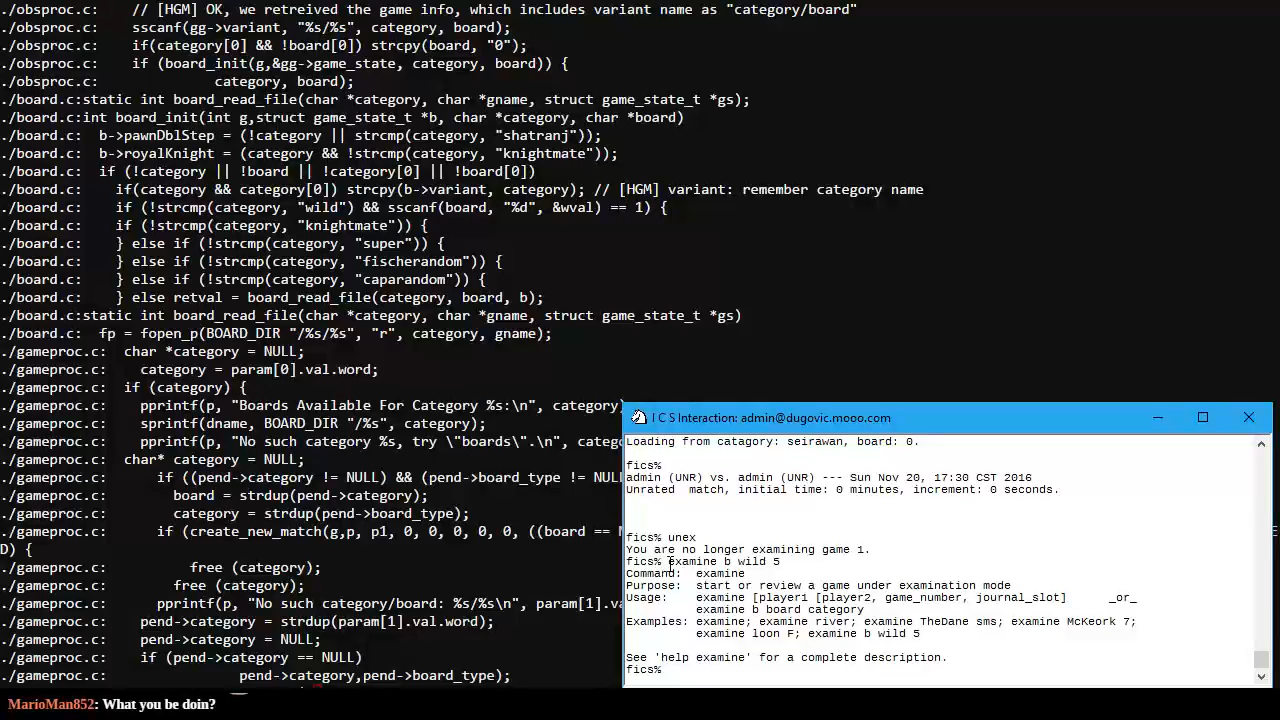 ./obsproc.c:    // [HGM] OK, we retreived the game info, which includes variant name as "category/board"
./obsproc.c:    sscanf(gg->variant, "%s/%s", category, board);
./obsproc.c:    if(category[0] && !board[0]) strcpy(board, "0");
./obsproc.c:    if (board_init(g,&gg->game_state, category, board)) {
./obsproc.c:               category, board);
./board.c:static int board_read_file(char *category, char *gname, struct game_state_t *gs);
./board.c:int board_init(int g,struct game_state_t *b, char *category, char *board)
./board.c:  b->pawnDblStep = (!category || strcmp(category, "shatranj"));
./board.c:  b->royalKnight = (category && !strcmp(category, "knightmate"));
./board.c:  if (!category || !board || !category[0] || !board[0])
./board.c:    if(category && category[0]) strcpy(b->variant, category); // [HGM] variant: remember category name
./board.c:    if (!strcmp(category, "wild") && sscanf(board, "%d", &wval) == 1) {
./board.c:    if (!strcmp(category, "knightmate")) {
./board.c:    } else if (!strcmp(category, "super")) {
./board.c:    } else if (!strcmp(category, "fischerandom")) {
./board.c:    } else if (!strcmp(category, "caparandom")) {
./board.c:    } else retval = board_read_file(category, board, b);
./board.c:static int board_read_file(char *category, char *gname, struct game_state_t *gs)
./board.c:  fp = fopen_p(BOARD_DIR "/%s/%s", "r", category, gname);
./gameproc.c:  char *category = NULL;
./gameproc.c:    category = param[0].val.word;
./gameproc.c:  if (category) {
./gameproc.c:    pprintf(p, "Boards Available For Category %s:\n", category)
./gameproc.c:    sprintf(dname, BOARD_DIR "/%s", category);
./gameproc.c:    pprintf(p, "No such category %s, try \"boards\".\n", categ
./gameproc.c:  char* category = NULL;
./gameproc.c:      if ((pend->category != NULL) && (pend->board_type != NUL
./gameproc.c:        board = strdup(pend->category);
./gameproc.c:        category = strdup(pend->board_type);
./gameproc.c:      if (create_new_match(g,p, p1, 0, 0, 0, 0, 0, ((board == N
D) {
./gameproc.c:        free (category);
./gameproc.c:        free (category);
./gameproc.c:      pprintf(p, "No such category/board: %s/%s\n", param[1].va
./gameproc.c:    pend->category = strdup(param[1].val.word);
./gameproc.c:    pend->category = NULL;
./gameproc.c:    if (pend->category == NULL)
./gameproc.c:                 pend->category,pend->board_type);
I C S Interaction: admin@dugovic.mooo.com
Loading from catagory: seirawan, board: 0.
fics%
admin (UNR) vs. admin (UNR) --- Sun Nov 20, 17:30 CST 2016
Unrated  match, initial time: 0 minutes, increment: 0 seconds.
fics% unex
You are no longer examining game 1.
fics% examine b wild 5
Command:  examine
Purpose:  start or review a game under examination mode
Usage:    examine [player1 [player2, game_number, journal_slot]      _or_
          examine b board category
Examples: examine; examine river; examine TheDane sms; examine McKeork 7;
          examine loon F; examine b wild 5
See 'help examine' for a complete description.
fics%
MarioMan852: What you be doin?